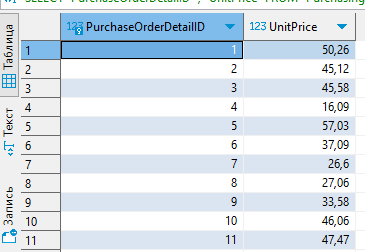 SELECT "PurchaseOrderDetailID", "UnitPrice" FROM "Purchasing
PurchaseOrderDetailID UnitPrice
1 1 50,26
2 2 45,12
3 3 45,58
4 4 16,09
5 5 57,03
6 6 37,09
7 7 26,6
8 8 27,06
9 9 33,58
10 10 46,06
11 11 47,47
Таблица
Текст
Запись